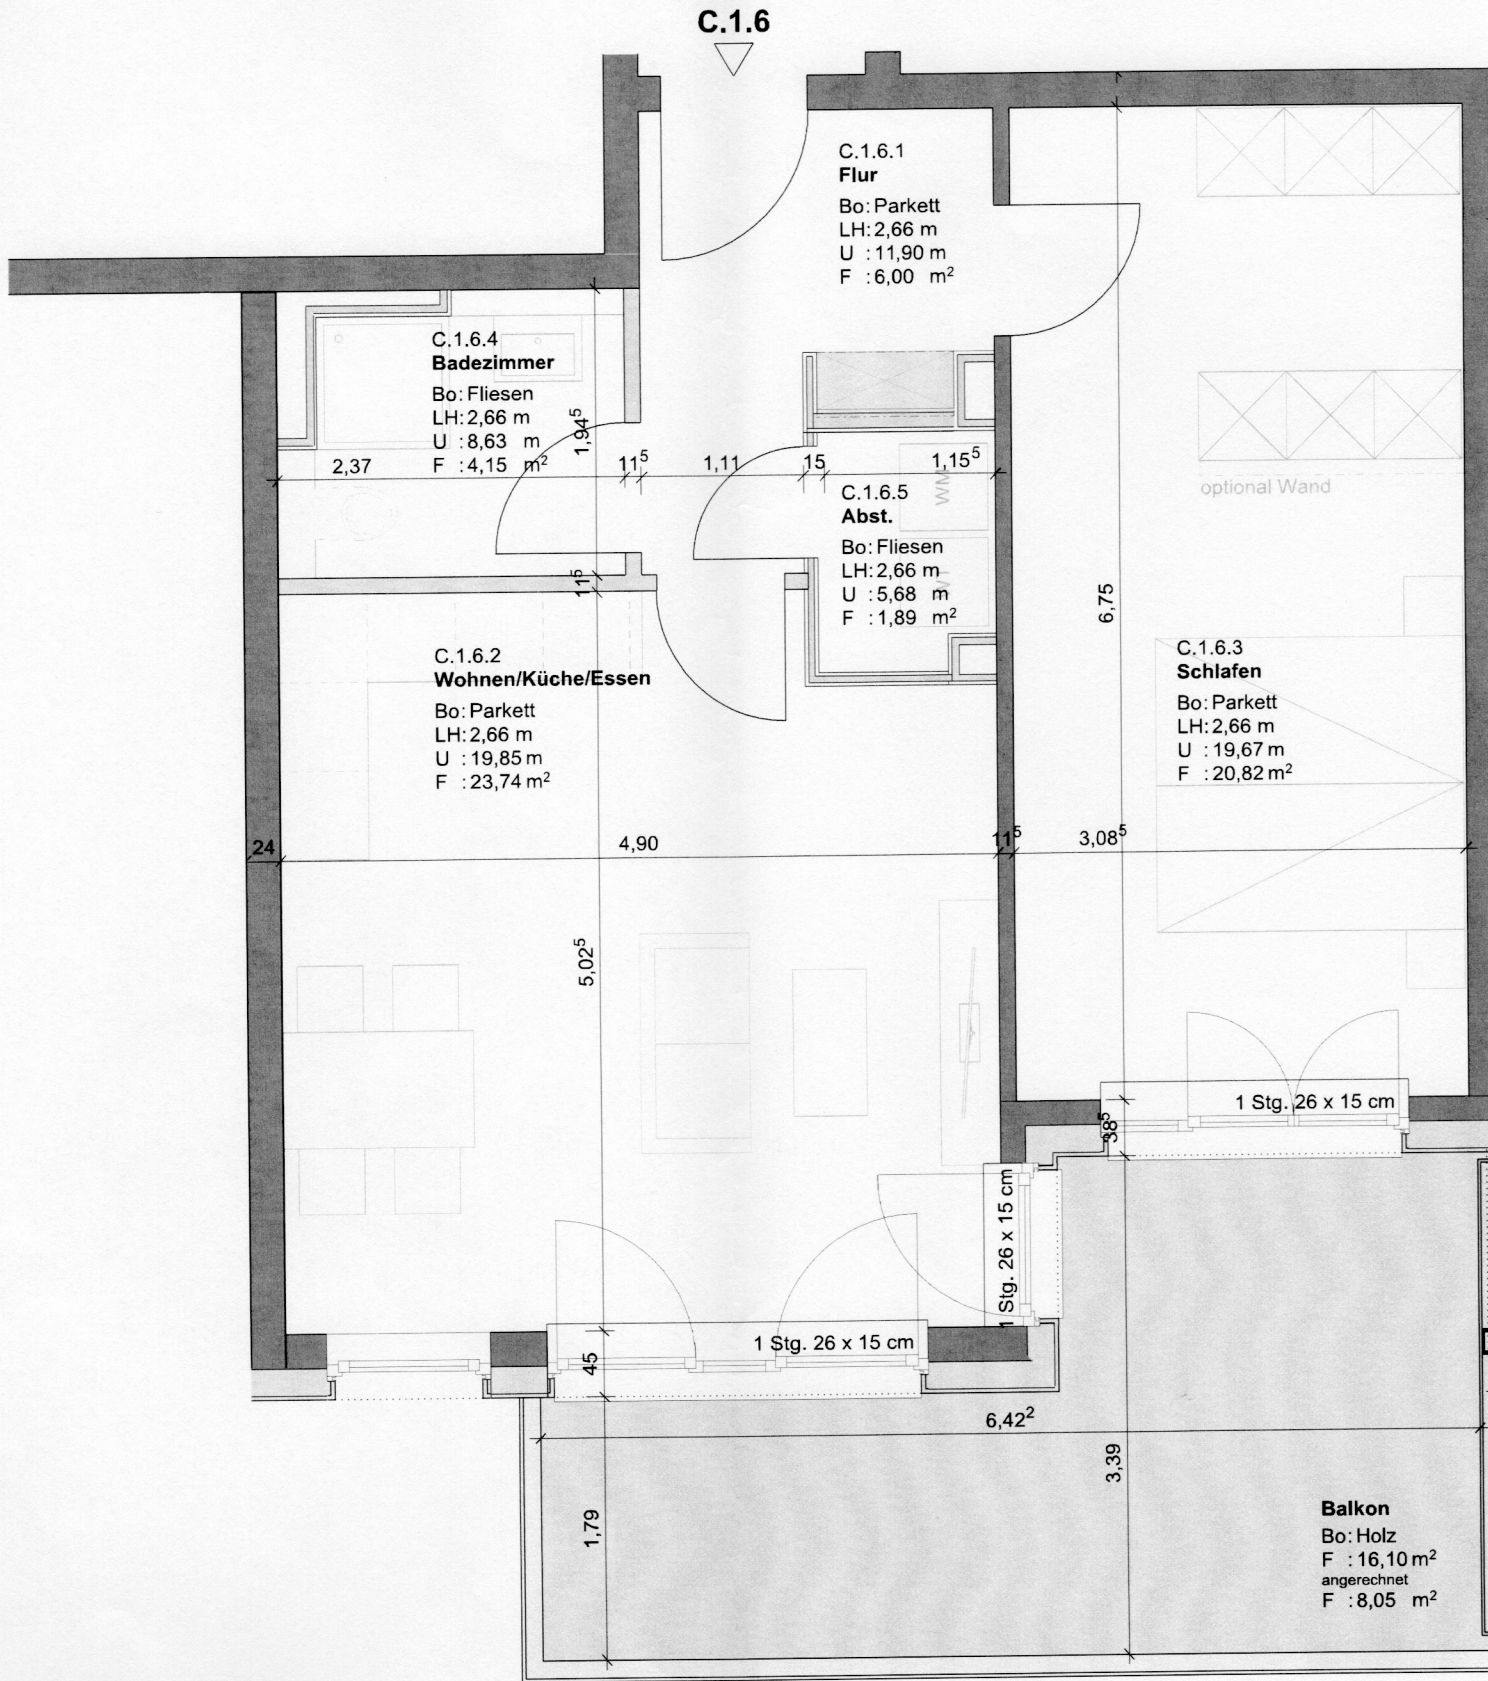 C.1.6
C.1.6.1
Flur
Bo: Parkett
LH: 2,66 m
U : 11,90 m
F : 6,00 m²
C.1.6.4
Badezimmer
Bo: Fliesen
LH: 2,66 m
U : 8,63 m
F : 4,15 m²
1,94⁵
2,37
11⁵
1,11
15
1,15⁵
WM
optional Wand
C.1.6.5
Abst.
Bo: Fliesen
LH: 2,66 m
U : 5,68 m
F : 1,89 m²
WT
11⁵
6,75
C.1.6.2
Wohnen/Küche/Essen
Bo: Parkett
LH: 2,66 m
U : 19,85 m
F : 23,74 m²
C.1.6.3
Schlafen
Bo: Parkett
LH: 2,66 m
U : 19,67 m
F : 20,82 m²
24
4,90
11⁵
3,08⁵
5,02⁵
1 Stg. 26 x 15 cm
38⁵
1 Stg. 26 x 15 cm
1 Stg. 26 x 15 cm
45
6,42²
3,39
1,79
Balkon
Bo: Holz
F : 16,10 m²
angerechnet
F : 8,05 m²